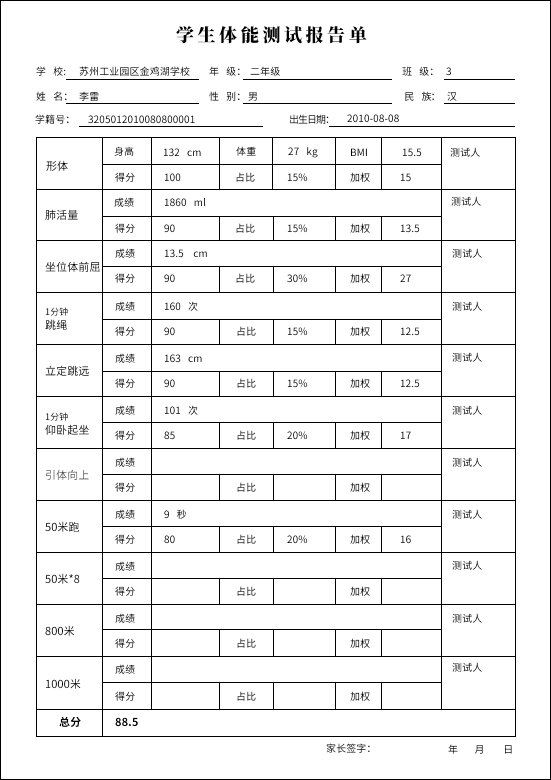 学生体能测试报告单
学 校: 苏州工业园区金鸡湖学校 年 级: 二年级 班 级: 3
姓 名: 李雷 性 别: 男 民 族: 汉
学籍号: 3205012010080800001 出生日期: 2010-08-08
形体 身高 132 cm 体重 27 kg BMI 15.5 测试人
得分 100 占比 15% 加权 15
肺活量 成绩 1860 ml 测试人
得分 90 占比 15% 加权 13.5
坐位体前屈 成绩 13.5 cm 测试人
得分 90 占比 30% 加权 27
1分钟 跳绳 成绩 160 次 测试人
得分 90 占比 15% 加权 12.5
立定跳远 成绩 163 cm 测试人
得分 90 占比 15% 加权 12.5
1分钟 仰卧起坐 成绩 101 次 测试人
得分 85 占比 20% 加权 17
引体向上 成绩 测试人
得分 占比 加权
50米跑 成绩 9 秒 测试人
得分 80 占比 20% 加权 16
50米*8 成绩 测试人
得分 占比 加权
800米 成绩 测试人
得分 占比 加权
1000米 成绩 测试人
得分 占比 加权
总分 88.5
家长签字: 年 月 日